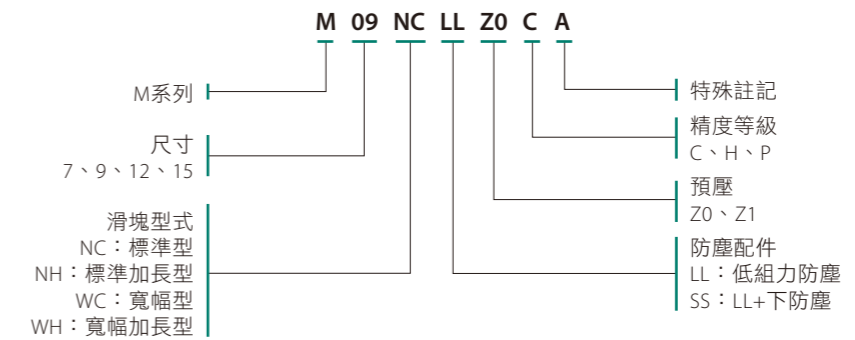 M 09 NC LL Z0 C A
M系列
尺寸
7、9、12、15
滑塊型式
NC：標準型
NH：標準加長型
WC：寬幅型
WH：寬幅加長型
特殊註記
精度等級
C、H、P
預壓
Z0、Z1
防塵配件
LL：低組力防塵
SS：LL+下防塵